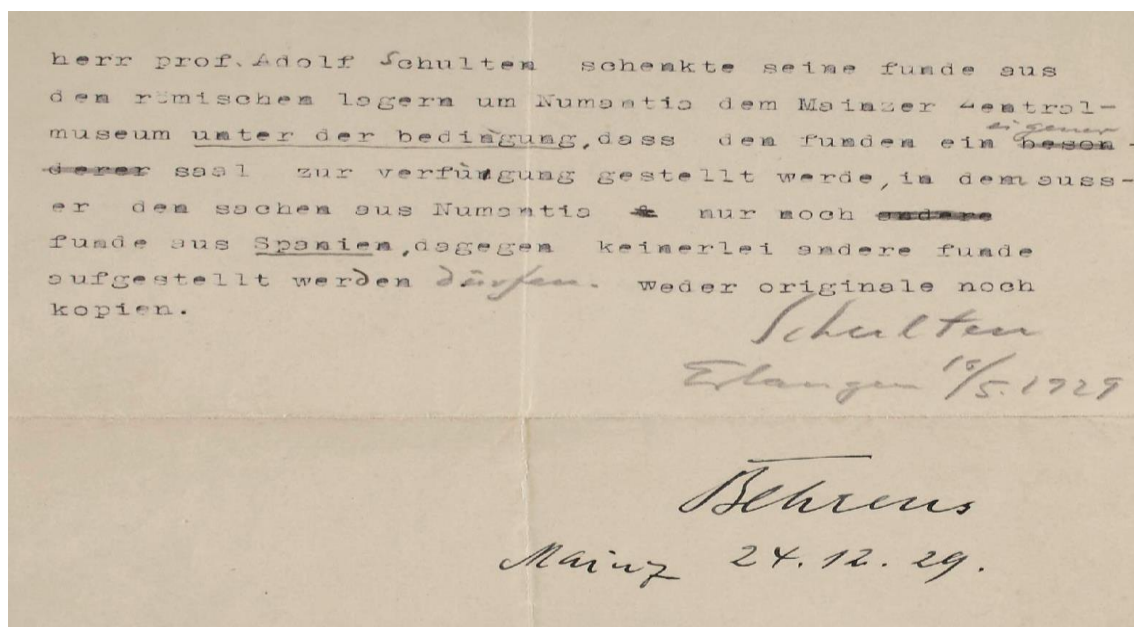 herr prof. Adolf Schulten schenkte seine funde aus
den römischen lagern um Numantia dem Mainzer Zentral-
museum unter der bedingung, dass den funden ein eigener beson-
derer saal zur verfügung gestellt werde, in dem auss-
er den sachen aus Numantia nur noch andere
funde aus Spanien, dagegen keinerlei andere funde
aufgestellt werden dürfen. weder originale noch
kopien.
Schulten
Erlangen /5. 1929
Behrens
Mainz 24. 12. 29.